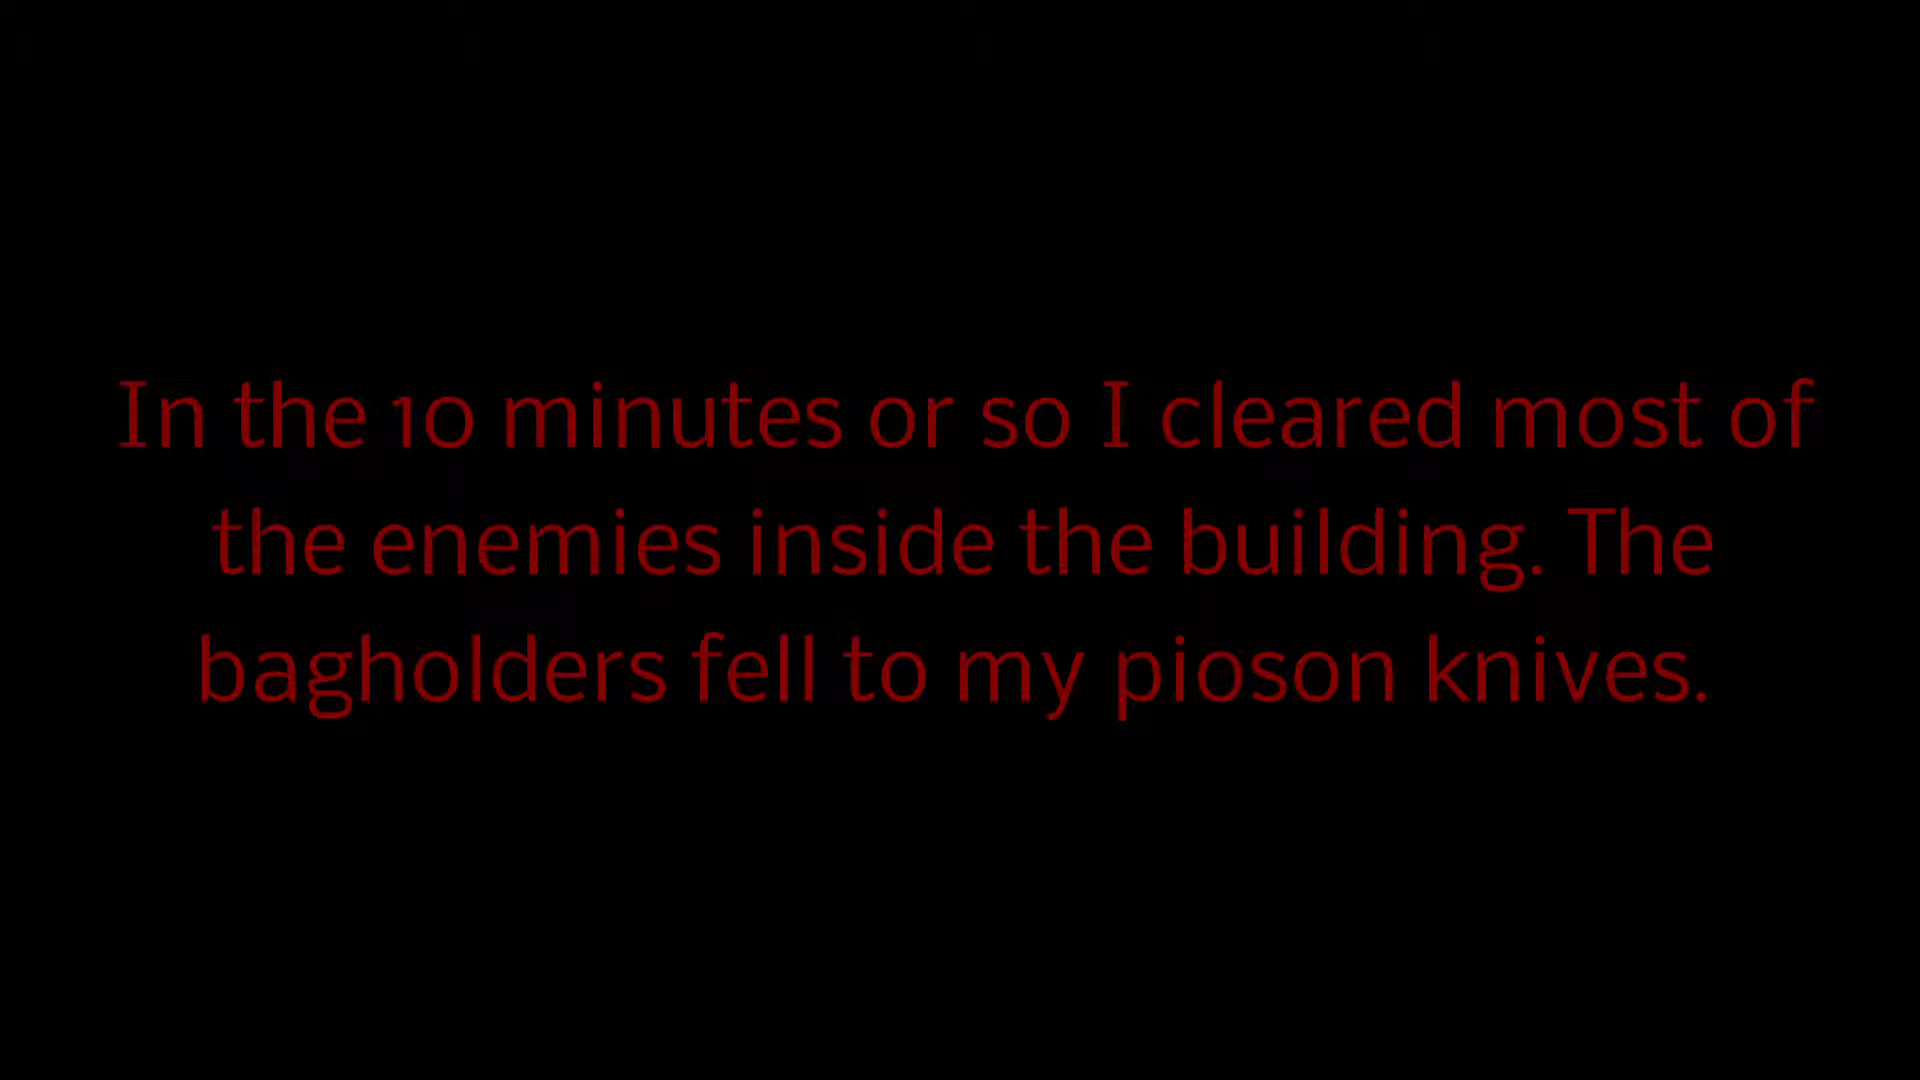 In the 10 minutes or so I cleared most of
the enemies inside the building. The
bagholders fell to my pioson knives.